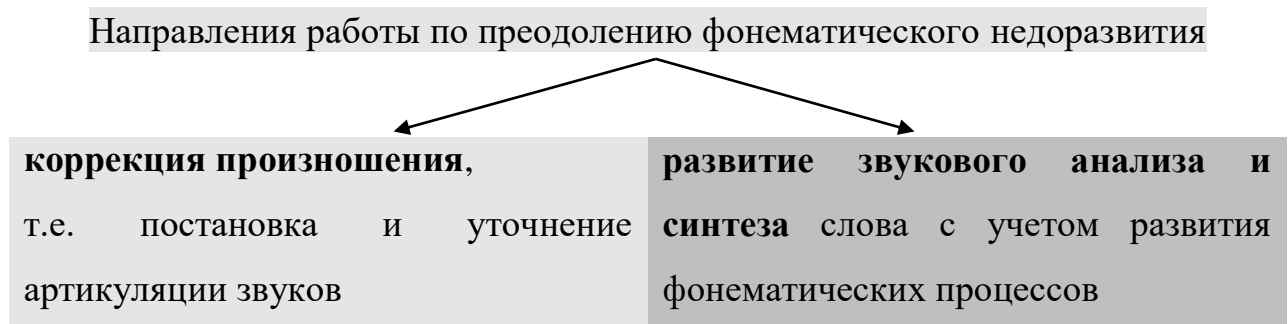 Направления работы по преодолению фонематического недоразвития
коррекция произношения,
т.е. постановка и уточнение
артикуляции звуков
развитие звукового анализа и
синтеза слова с учетом развития
фонематических процессов